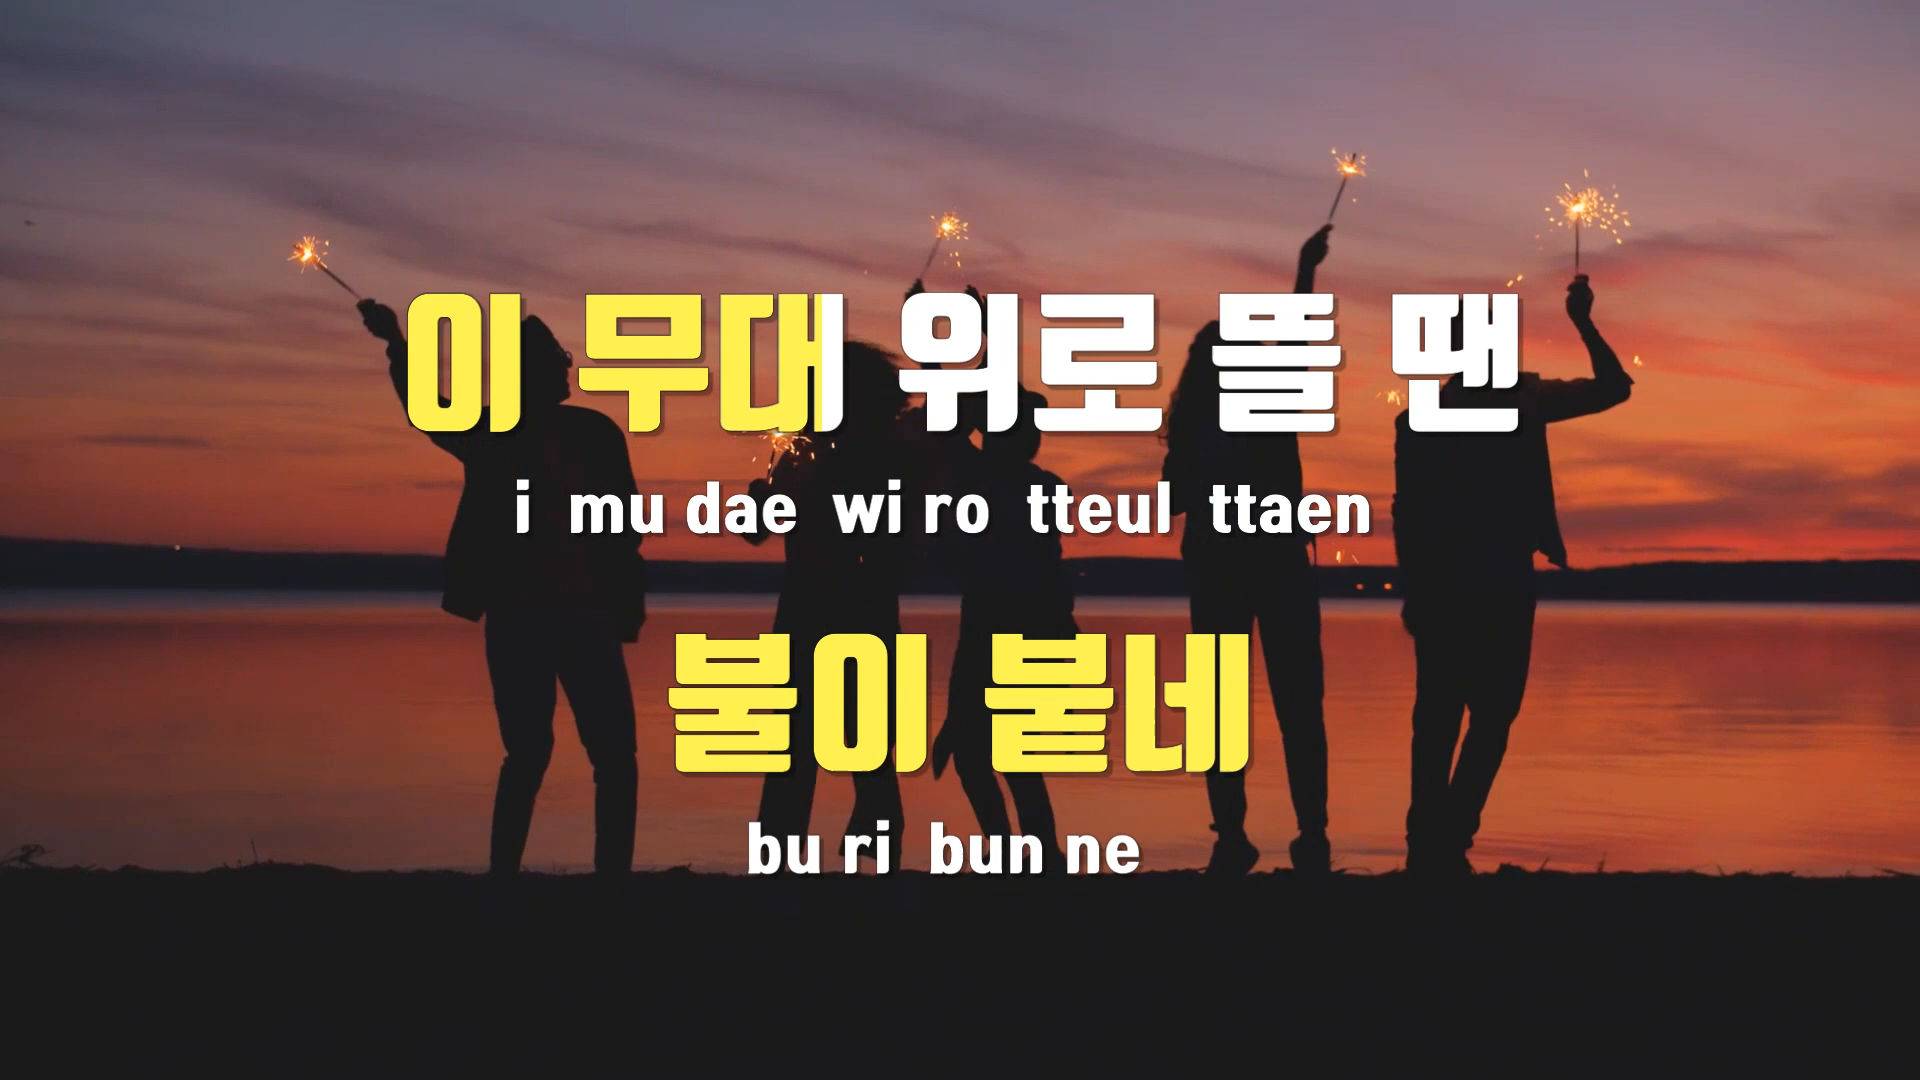 이 무대 위로 뜰 땐
i mu dae wi ro tteul ttaen
불이 붙네
bu ri bun ne